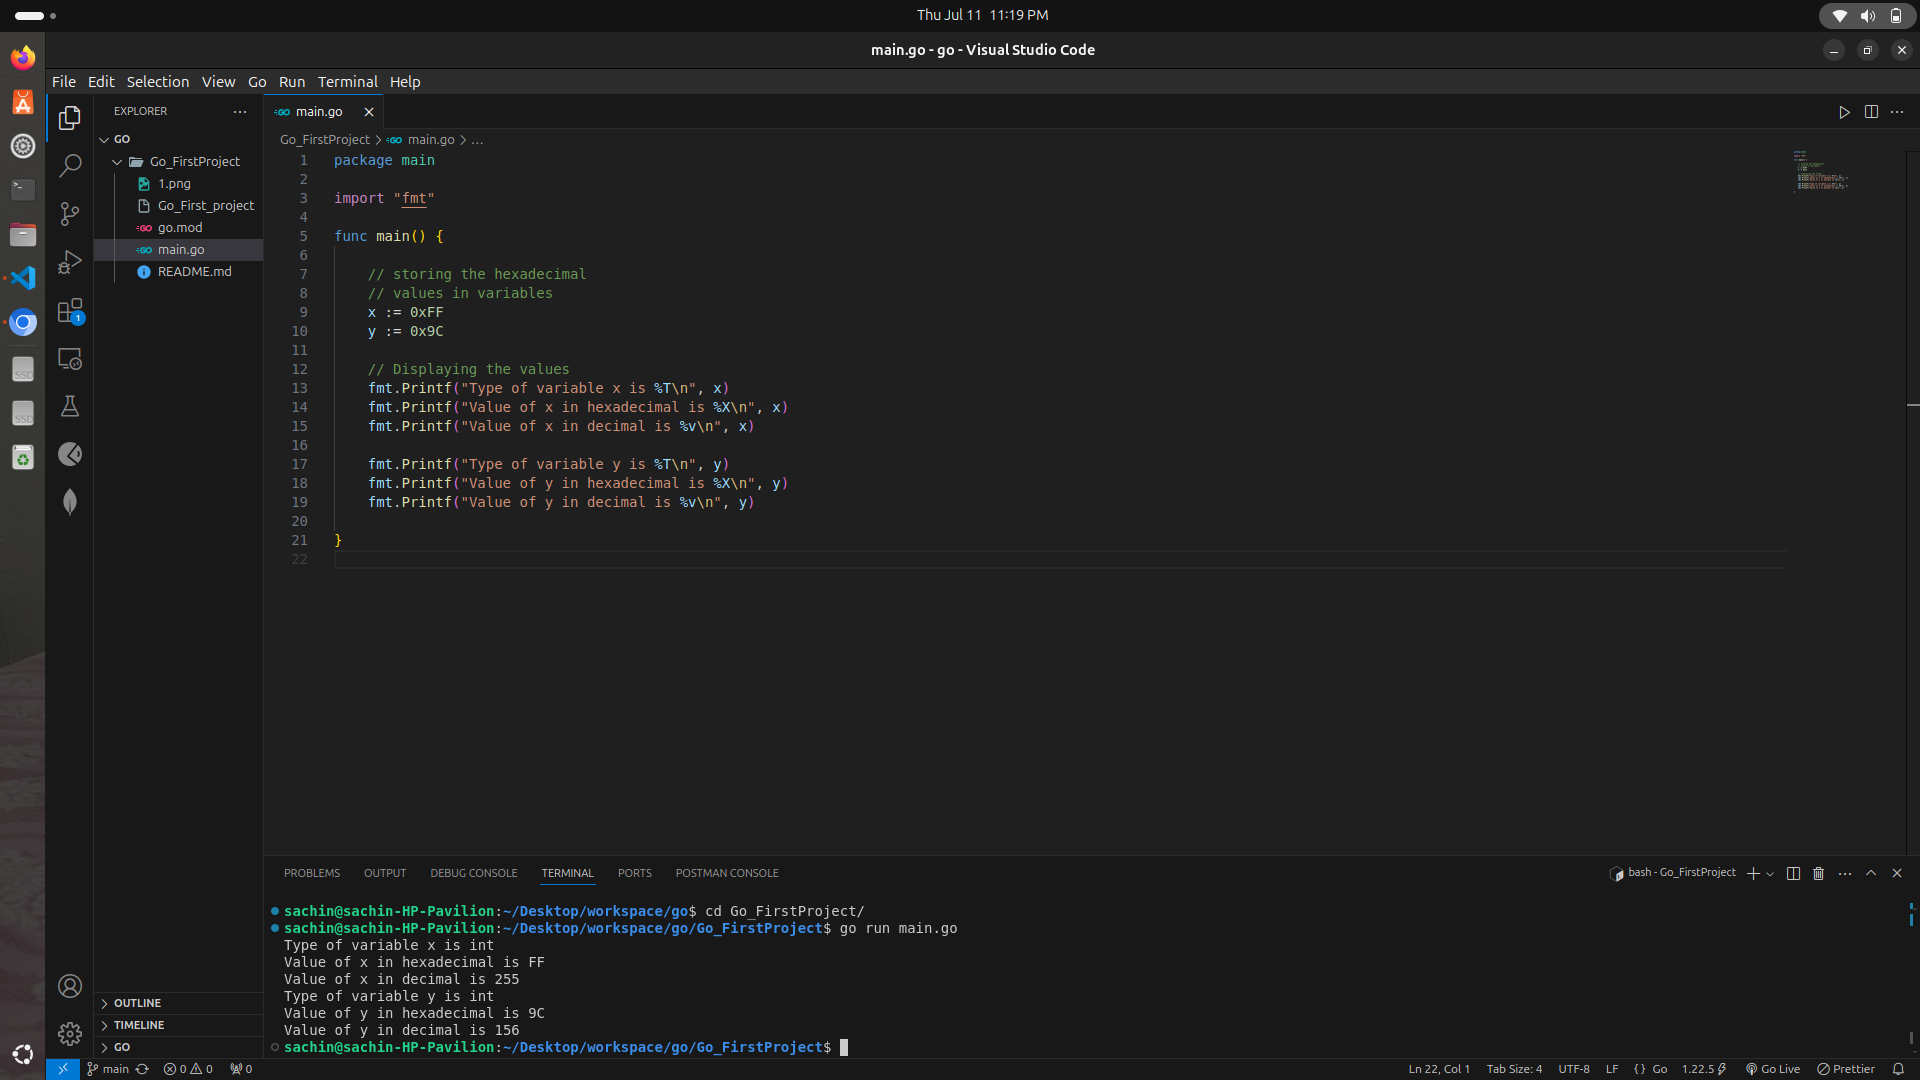 Thu Jul 11 11:19 PM
main.go - go - Visual Studio Code
File Edit Selection View Go Run Terminal Help
EXPLORER
main.go
GO
Go_FirstProject > main.go > ...
Go_FirstProject
1.png
Go_First_project
go.mod
main.go
README.md
1
1 package main
2
3 import "fmt"
4
5 func main() {
6
7 // storing the hexadecimal
8 // values in variables
9 x := 0xFF
10 y := 0x9C
11
12 // Displaying the values
13 fmt.Printf("Type of variable x is %T\n", x)
14 fmt.Printf("Value of x in hexadecimal is %X\n", x)
15 fmt.Printf("Value of x in decimal is %v\n", x)
16
17 fmt.Printf("Type of variable y is %T\n", y)
18 fmt.Printf("Value of y in hexadecimal is %X\n", y)
19 fmt.Printf("Value of y in decimal is %v\n", y)
20
21 }
22
PROBLEMS OUTPUT DEBUG CONSOLE TERMINAL PORTS POSTMAN CONSOLE
bash - Go_FirstProject
sachin@sachin-HP-Pavilion:~/Desktop/workspace/go$ cd Go_FirstProject/
sachin@sachin-HP-Pavilion:~/Desktop/workspace/go/Go_FirstProject$ go run main.go
Type of variable x is int
Value of x in hexadecimal is FF
Value of x in decimal is 255
Type of variable y is int
Value of y in hexadecimal is 9C
Value of y in decimal is 156
sachin@sachin-HP-Pavilion:~/Desktop/workspace/go/Go_FirstProject$
OUTLINE
TIMELINE
GO
main 0 0 0
Ln 22, Col 1 Tab Size: 4 UTF-8 LF {} Go 1.22.5 Go Live Prettier